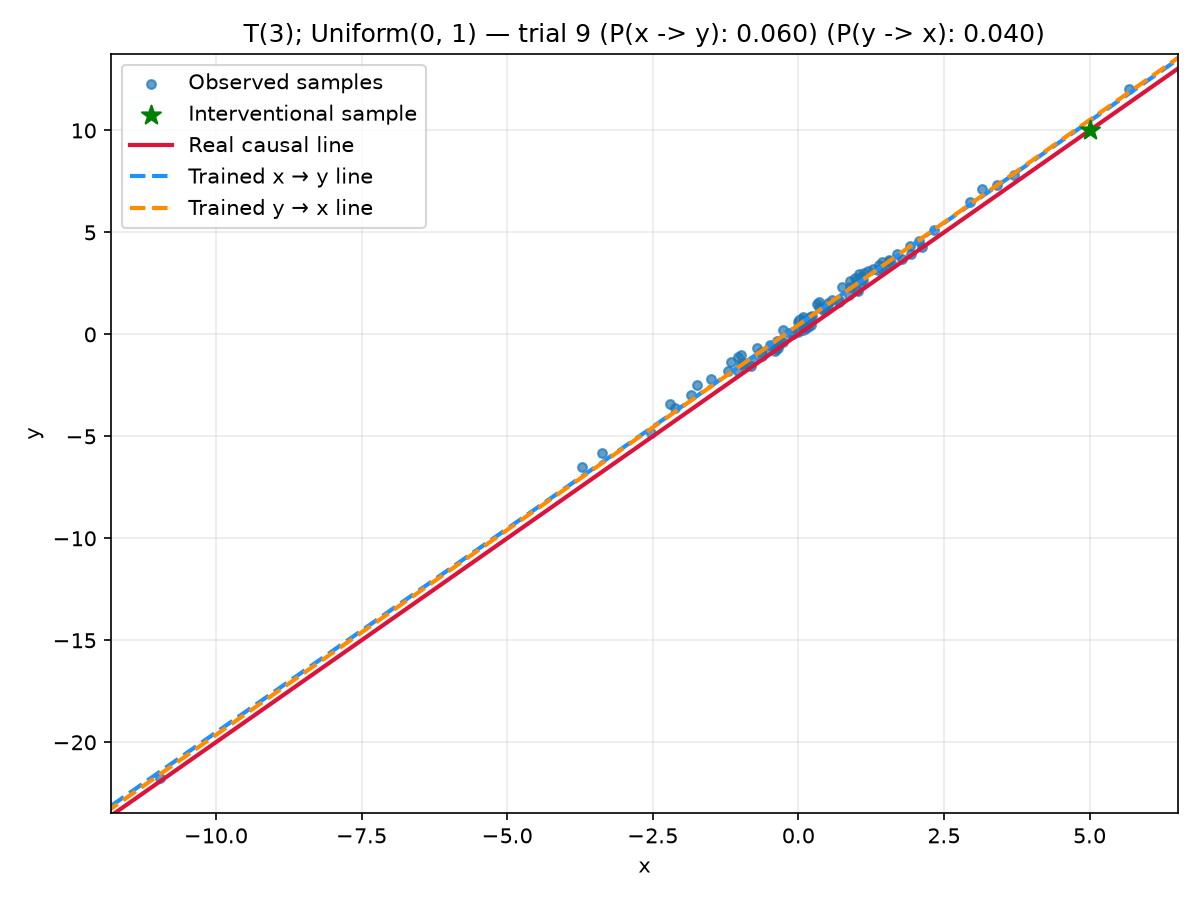 T(3); Uniform(0, 1) — trial 9 (P(x -> y): 0.060) (P(y -> x): 0.040)
Observed samples
Interventional sample
Real causal line
Trained x → y line
Trained y → x line
10
5
0
−5
−10
−15
−20
y
−10.0 −7.5 −5.0 −2.5 0.0 2.5 5.0
x